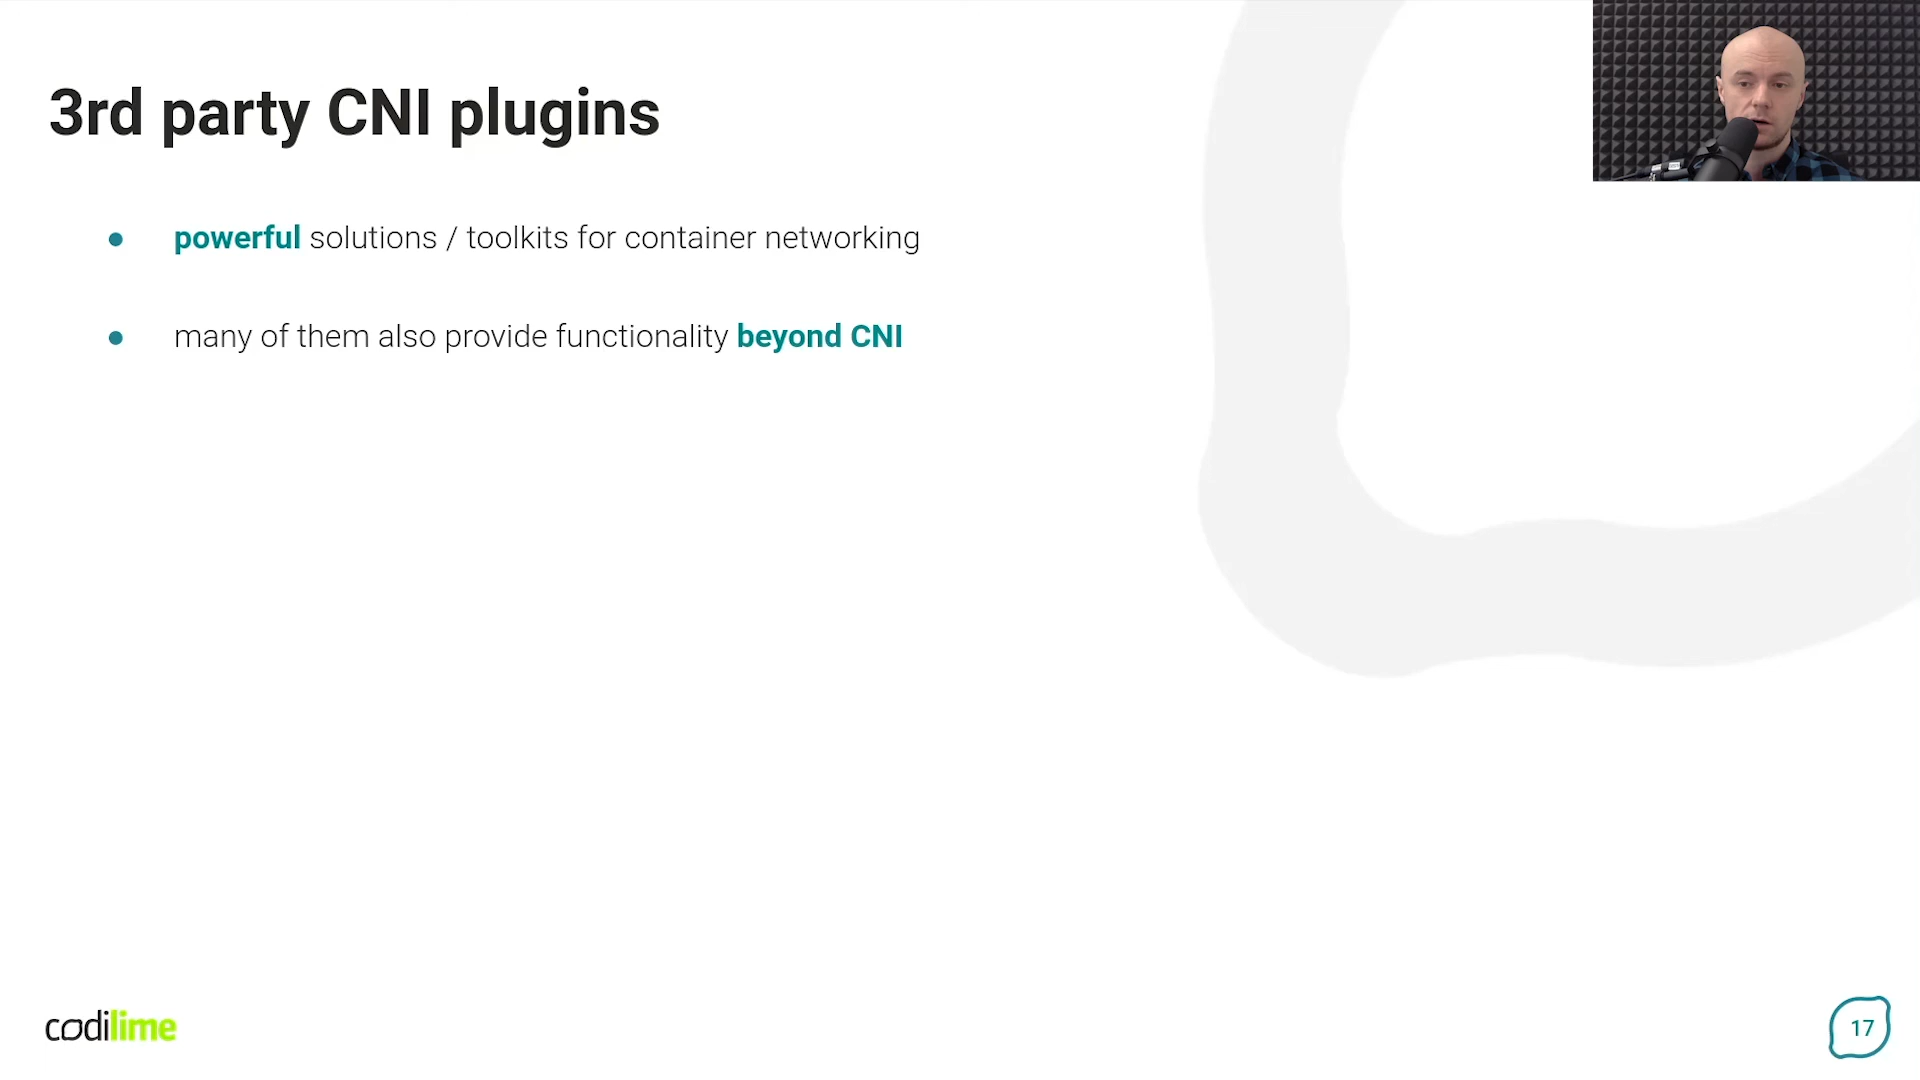 3rd party CNI plugins
● powerful solutions / toolkits for container networking
● many of them also provide functionality beyond CNI
codilime
17